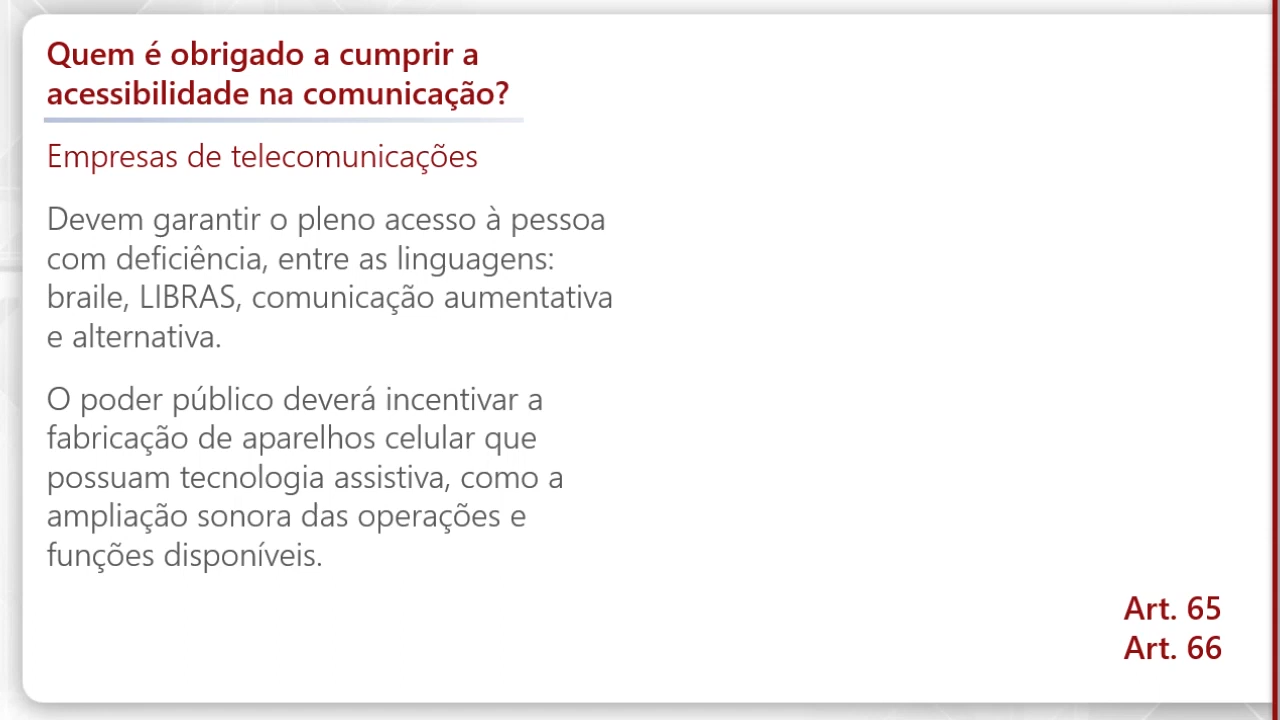 Quem é obrigado a cumprir a
acessibilidade na comunicação?
Empresas de telecomunicações
Devem garantir o pleno acesso à pessoa
com deficiência, entre as linguagens:
braile, LIBRAS, comunicação aumentativa
e alternativa.
O poder público deverá incentivar a
fabricação de aparelhos celular que
possuam tecnologia assistiva, como a
ampliação sonora das operações e
funções disponíveis.
Art. 65
Art. 66